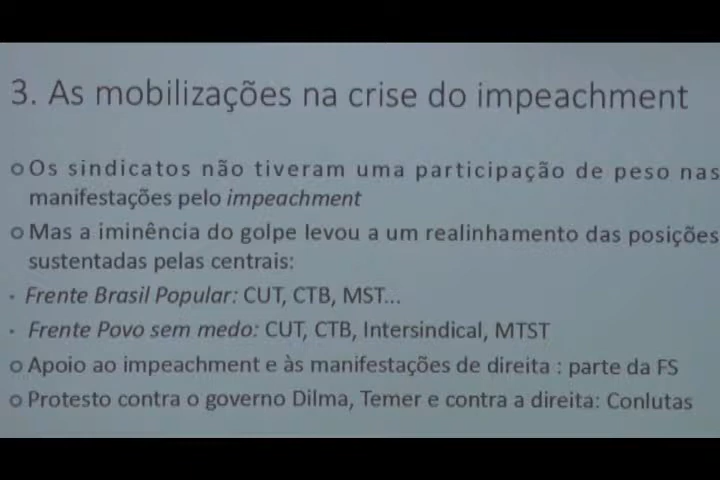 3. As mobilizações na crise do impeachment
Os sindicatos não tiveram uma participação de peso nas
manifestações pelo impeachment
Mas a iminência do golpe levou a um realinhamento das posições
sustentadas pelas centrais:
Frente Brasil Popular: CUT, CTB, MST...
Frente Povo sem medo: CUT, CTB, Intersindical, MTST
Apoio ao impeachment e às manifestações de direita : parte da FS
Protesto contra o governo Dilma, Temer e contra a direita: Conlutas